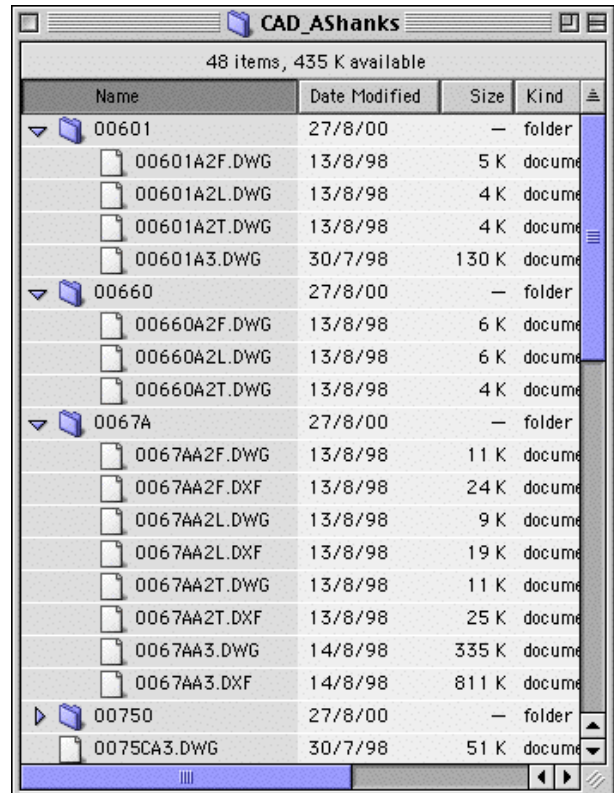 CAD_AShanks
48 items, 435 K available
Name Date Modified Size Kind
00601 27/8/00 — folder
00601A2F.DWG 13/8/98 5 K docume
00601A2L.DWG 13/8/98 4 K docume
00601A2T.DWG 13/8/98 4 K docume
00601A3.DWG 30/7/98 130 K docume
00660 27/8/00 — folder
00660A2F.DWG 13/8/98 6 K docume
00660A2L.DWG 13/8/98 6 K docume
00660A2T.DWG 13/8/98 4 K docume
0067A 27/8/00 — folder
0067AA2F.DWG 13/8/98 11 K docume
0067AA2F.DXF 13/8/98 24 K docume
0067AA2L.DWG 13/8/98 9 K docume
0067AA2L.DXF 13/8/98 19 K docume
0067AA2T.DWG 13/8/98 11 K docume
0067AA2T.DXF 13/8/98 25 K docume
0067AA3.DWG 14/8/98 335 K docume
0067AA3.DXF 14/8/98 811 K docume
00750 27/8/00 — folder
0075CA3.DWG 30/7/98 51 K docume